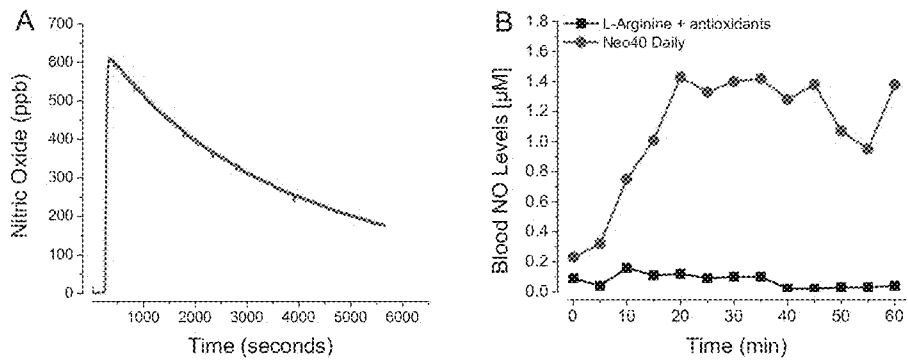 A
Nitric Oxide (ppb)
700
600
500
400
300
200
100
0
1000 2000 3000 4000 5000 6000
Time (seconds)
B
L-Arginine + antioxidants
Neo40 Daily
Blood NO Levels [µM]
1.8
1.6
1.4
1.2
1.0
0.8
0.6
0.4
0.2
0.0
0 10 20 30 40 50 60
Time (min)